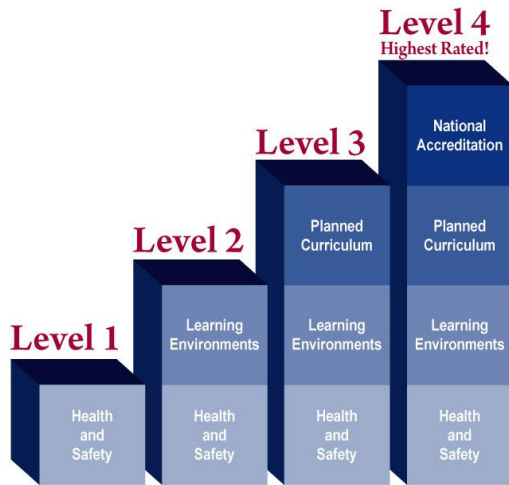 Level 1
Health
and
Safety
Level 2
Learning
Environments
Health
and
Safety
Level 3
Planned
Curriculum
Learning
Environments
Health
and
Safety
Level 4
Highest Rated!
National
Accreditation
Planned
Curriculum
Learning
Environments
Health
and
Safety